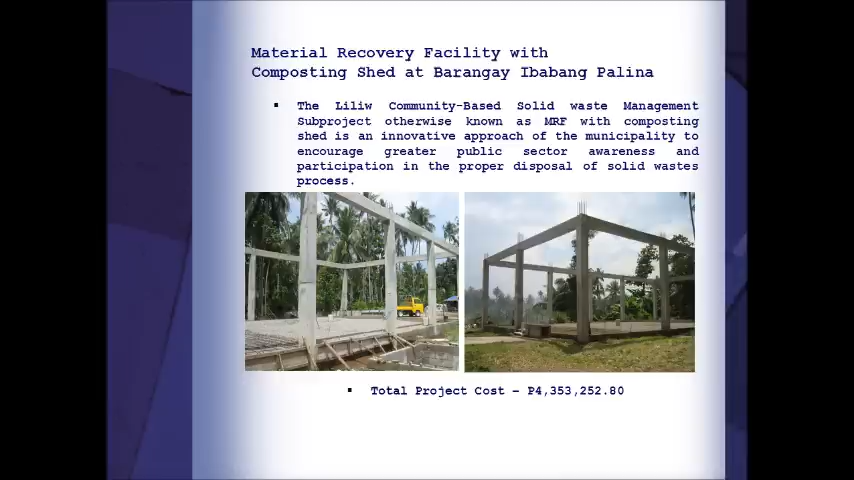 Material Recovery Facility with
Composting Shed at Barangay Ibabang Palina
▪ The Liliw Community-Based Solid waste Management
Subproject otherwise known as MRF with composting
shed is an innovative approach of the municipality to
encourage greater public sector awareness and
participation in the proper disposal of solid wastes
process.
▪ Total Project Cost – P4,353,252.80